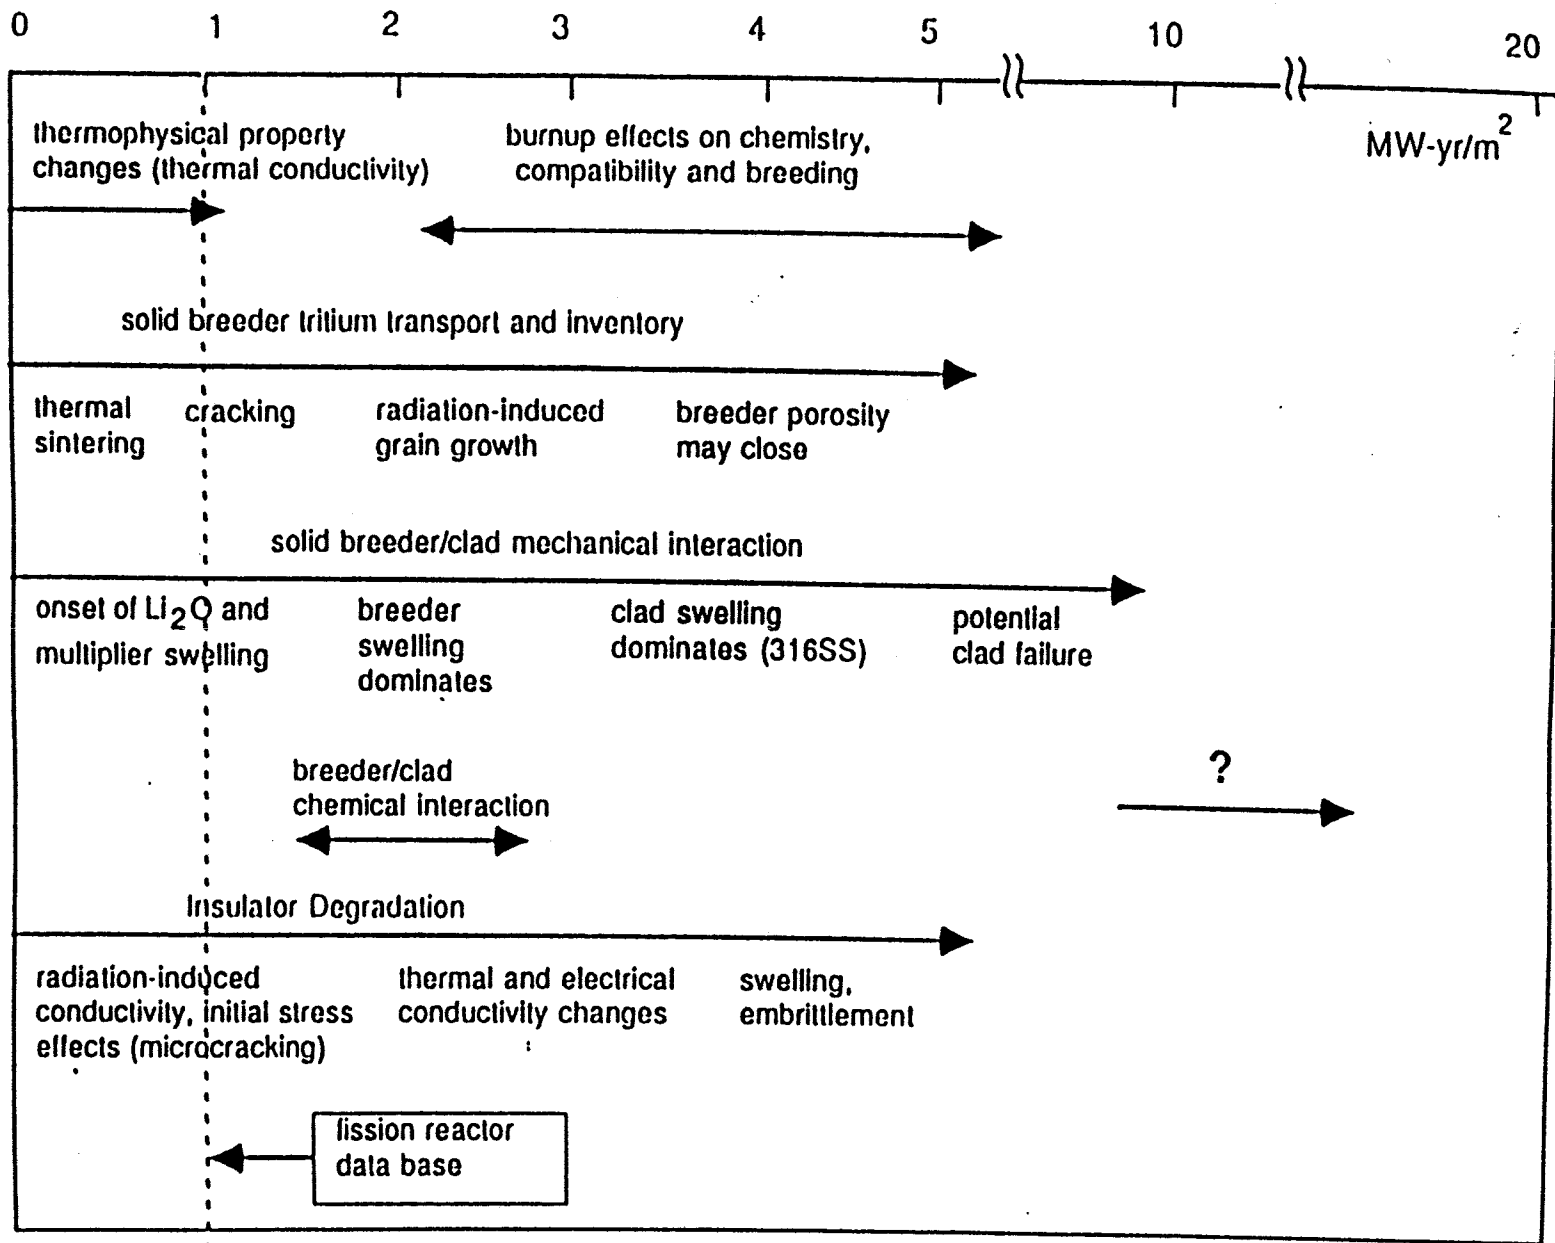 0 1 2 3 4 5 10 20
MW-yr/m²
thermophysical property
changes (thermal conductivity)
burnup effects on chemistry,
compatibility and breeding
solid breeder tritium transport and inventory
thermal
sintering
cracking
radiation-induced
grain growth
breeder porosity
may close
solid breeder/clad mechanical interaction
onset of Li₂O and
multiplier swelling
breeder
swelling
dominates
clad swelling
dominates (316SS)
potential
clad failure
breeder/clad
chemical interaction
?
Insulator Degradation
radiation-induced
conductivity, initial stress
effects (microcracking)
thermal and electrical
conductivity changes
swelling,
embrittlement
fission reactor
data base